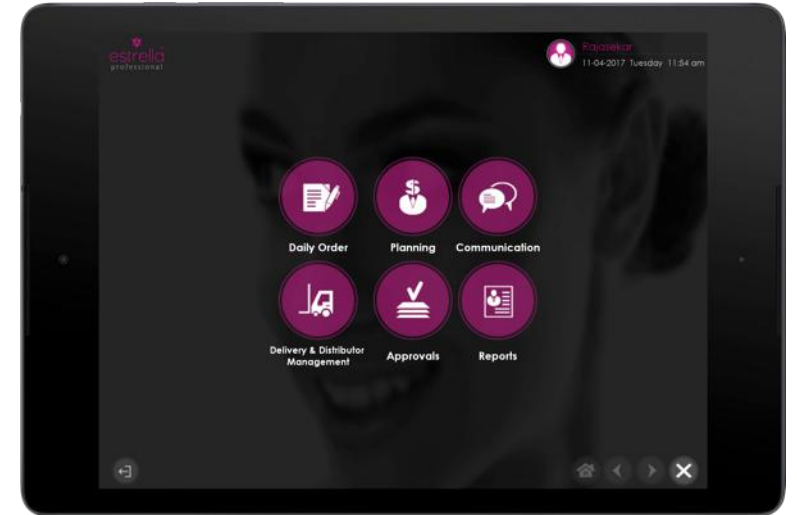 estrella
professional
Rajasekar
11-04-2017 Tuesday 11:54 am
Daily Order
Planning
Communication
Delivery & Distributor
Management
Approvals
Reports